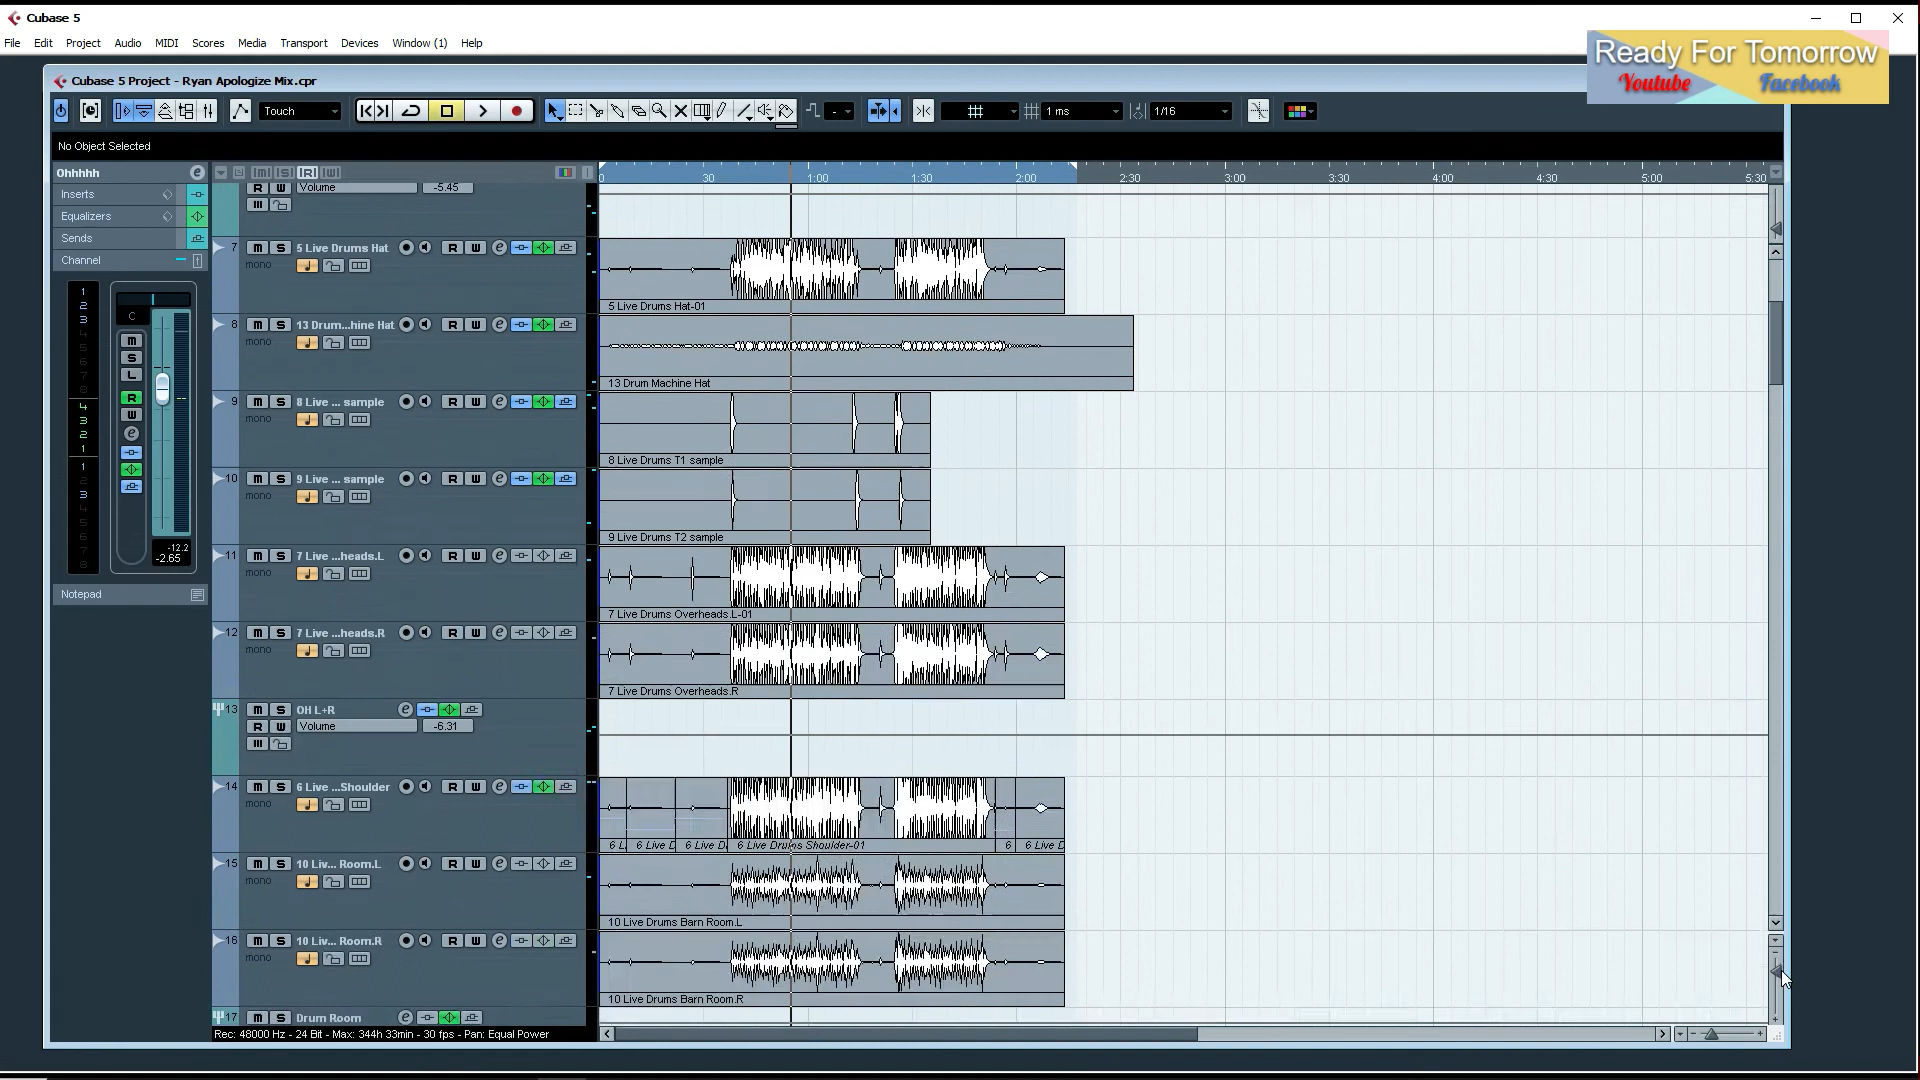 Cubase 5
File Edit Project Audio MIDI Scores Media Transport Devices Window (1) Help
Ready For Tomorrow
Youtube Facebook
Cubase 5 Project - Ryan Apologize Mix.cpr
Touch
1 ms
1/16
No Object Selected
Ohhhhh
Inserts
Equalizers
Sends
Channel
C
m
S
L
R
W
e
-12.2
-2.65
Notepad
0 30 1:00 1:30 2:00 2:30 3:00 3:30 4:00 4:30 5:00 5:30
R W Volume -5.45
7 m S 5 Live Drums Hat R W e
mono
5 Live Drums Hat-01
8 m S 13 Drum...hine Hat R W e
mono
13 Drum Machine Hat
9 m S 8 Live ... sample R W e
mono
8 Live Drums T1 sample
10 m S 9 Live ... sample R W e
mono
9 Live Drums T2 sample
11 m S 7 Live ...heads.L R W e
mono
7 Live Drums Overheads.L-01
12 m S 7 Live ...heads.R R W e
mono
7 Live Drums Overheads.R
13 m S OH L+R e
R W Volume -6.31
14 m S 6 Live ...Shoulder R W e
mono
6 L 6 Live D 6 Live D 6 Live Drums Shoulder-01 6 6 Live D
15 m S 10 Liv... Room.L R W e
mono
10 Live Drums Barn Room.L
16 m S 10 Liv... Room.R R W e
mono
10 Live Drums Barn Room.R
17 m S Drum Room e
Rec: 48000 Hz - 24 Bit - Max: 344h 33min - 30 fps - Pan: Equal Power